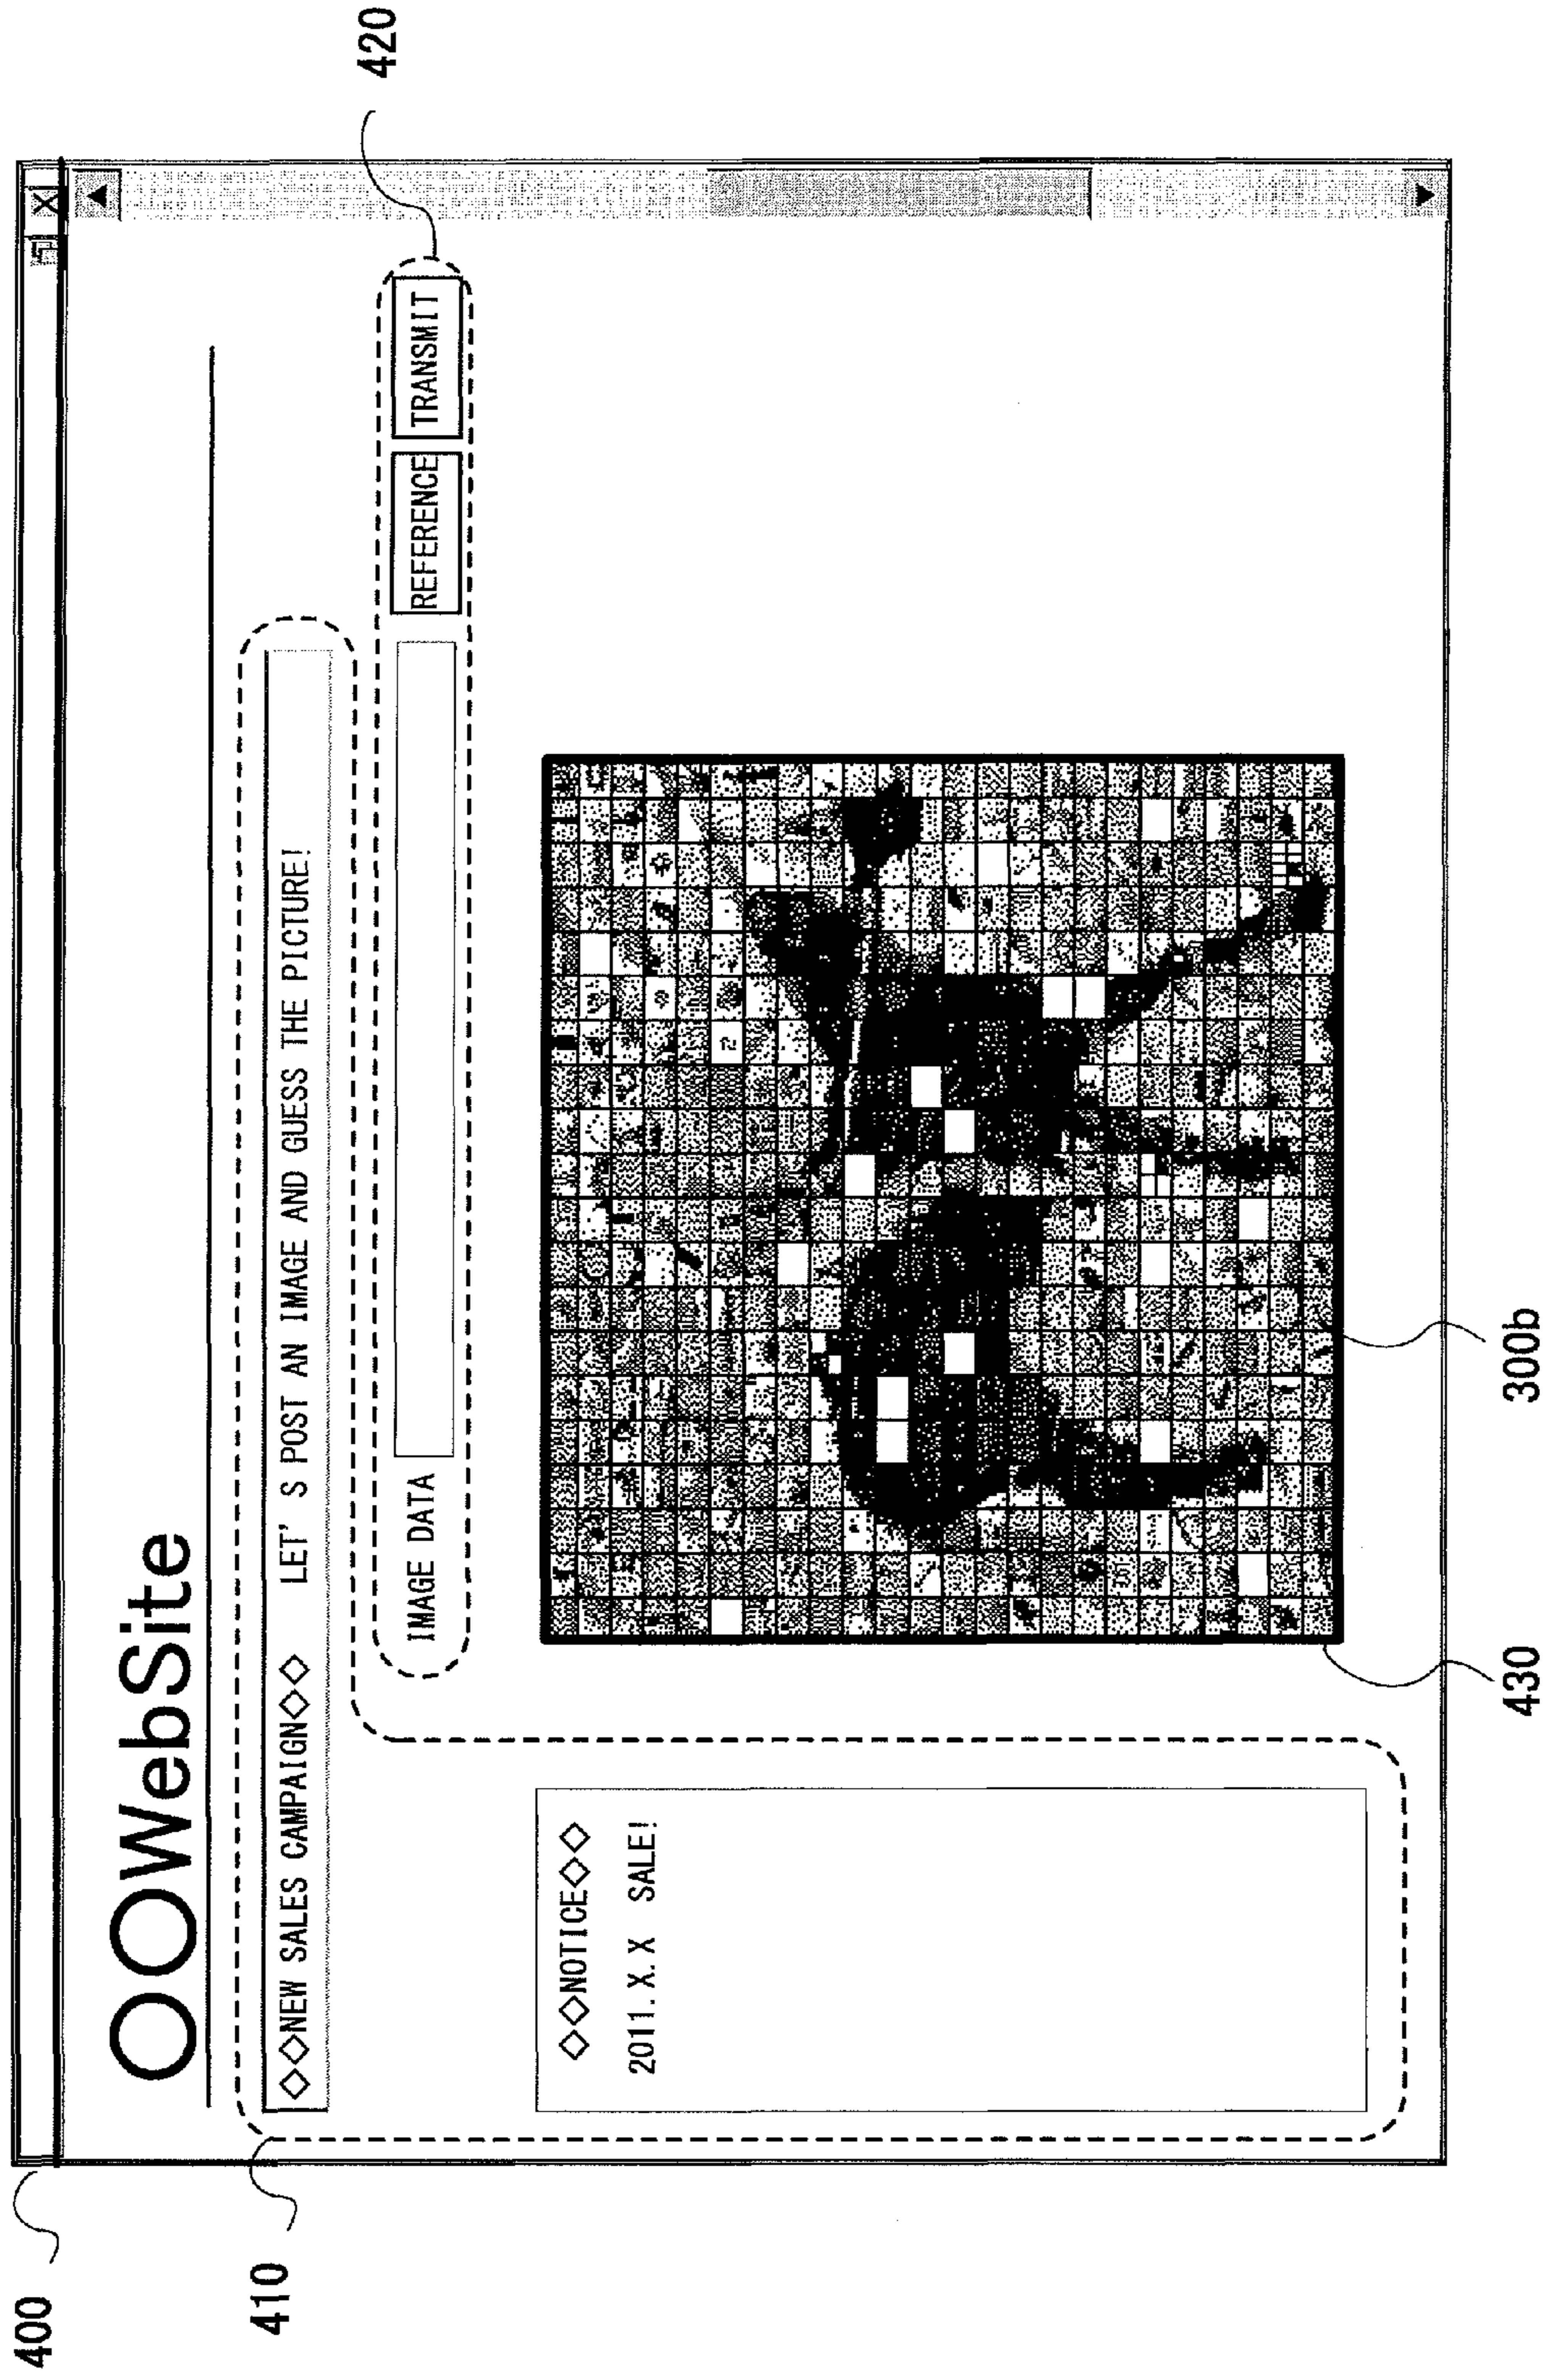 400
○○WebSite
410
◇◇NEW SALES CAMPAIGN◇◇ LET'S POST AN IMAGE AND GUESS THE PICTURE!
420
IMAGE DATA
REFERENCE
TRANSMIT
◇◇NOTICE◇◇
2011.X.X SALE!
430
300b